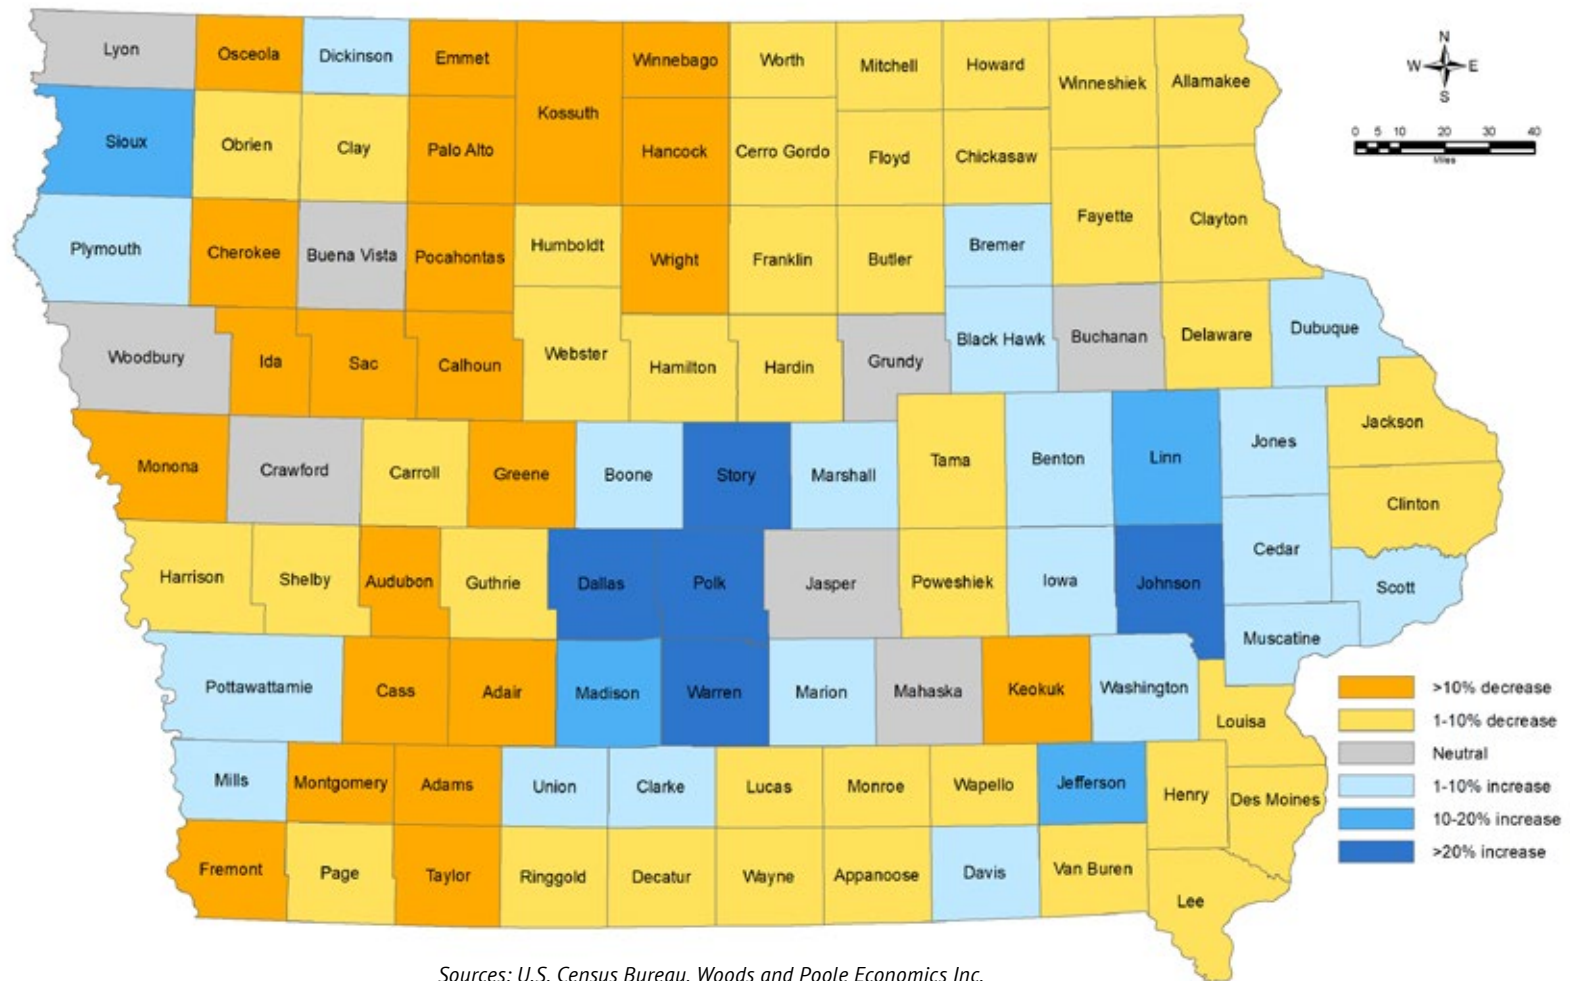 Lyon
Osceola
Dickinson
Emmet
Kossuth
Winnebago
Worth
Mitchell
Howard
Winneshiek
Allamakee
N
W E
S
0 5 10 20 30 40
Miles
Sioux
Obrien
Clay
Palo Alto
Hancock
Cerro Gordo
Floyd
Chickasaw
Fayette
Clayton
Plymouth
Cherokee
Buena Vista
Pocahontas
Humboldt
Wright
Franklin
Butler
Bremer
Woodbury
Ida
Sac
Calhoun
Webster
Hamilton
Hardin
Grundy
Black Hawk
Buchanan
Delaware
Dubuque
Monona
Crawford
Carroll
Greene
Boone
Story
Marshall
Tama
Benton
Linn
Jones
Jackson
Clinton
Harrison
Shelby
Audubon
Guthrie
Dallas
Polk
Jasper
Poweshiek
Iowa
Johnson
Cedar
Scott
Muscatine
Pottawattamie
Cass
Adair
Madison
Warren
Marion
Mahaska
Keokuk
Washington
Louisa
Mills
Montgomery
Adams
Union
Clarke
Lucas
Monroe
Wapello
Jefferson
Henry
Des Moines
Fremont
Page
Taylor
Ringgold
Decatur
Wayne
Appanoose
Davis
Van Buren
Lee
>10% decrease
1-10% decrease
Neutral
1-10% increase
10-20% increase
>20% increase
Sources: U.S. Census Bureau, Woods and Poole Economics Inc.